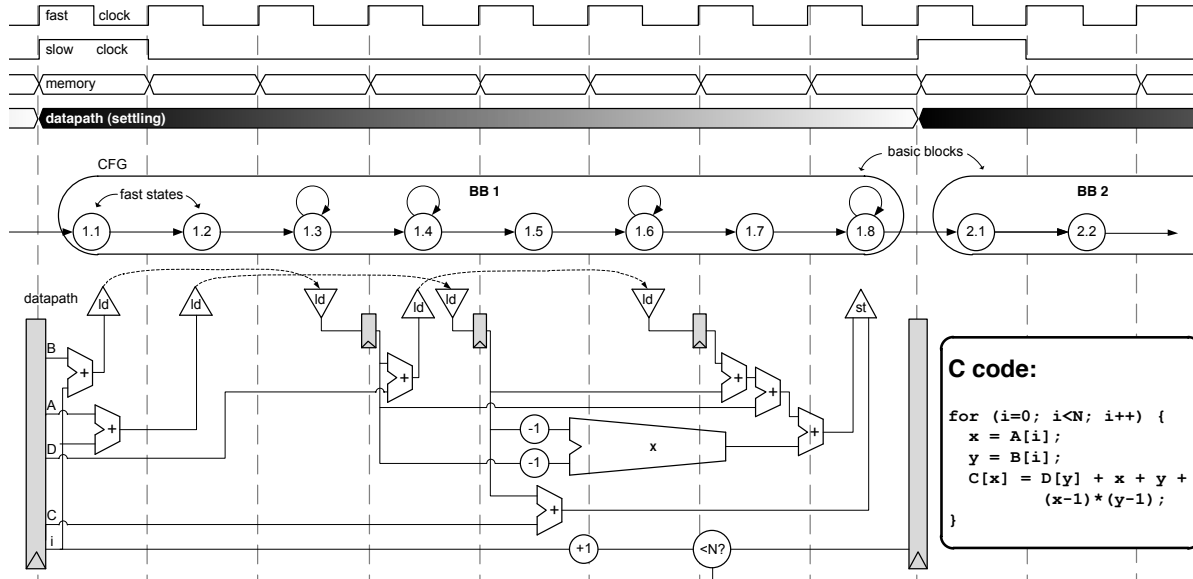 fast clock
slow clock
memory
datapath (settling)
CFG
basic blocks
fast states
BB 1
BB 2
1.1
1.2
1.3
1.4
1.5
1.6
1.7
1.8
2.1
2.2
datapath
ld
ld
ld
ld
ld
ld
st
B
+
+
+
+
+
A
+
D
-1
-1
x
C
+
i
+1
<N?
C code:
for (i=0; i<N; i++) {
x = A[i];
y = B[i];
C[x] = D[y] + x + y +
(x-1)*(y-1);
}